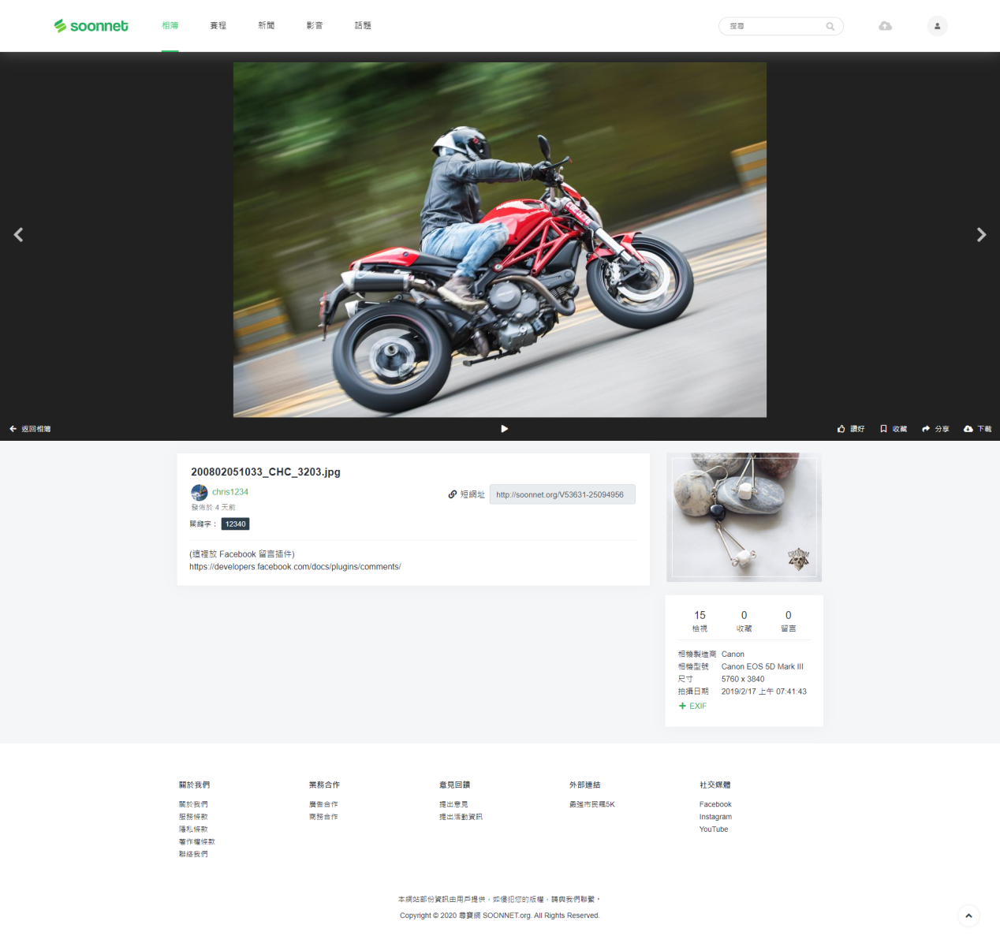 soonnet
相簿
賽程
新聞
影音
話題
搜尋
返回相簿
讚好
收藏
分享
下載
200802051033_CHC_3203.jpg
chris1234
發佈於 4 天前
短網址
http://soonnet.org/V53631-25094956
關鍵字：
12340
(這裡放 Facebook 留言插件)
https://developers.facebook.com/docs/plugins/comments/
15
0
0
檢視
收藏
留言
相機製造商 Canon
相機型號 Canon EOS 5D Mark III
尺寸 5760 x 3840
拍攝日期 2019/2/17 上午 07:41:43
EXIF
關於我們
關於我們
服務條款
隱私條款
著作權條款
聯絡我們
業務合作
廣告合作
商務合作
意見回饋
提出意見
提出活動資訊
外部連結
最強市民飆5K
社交媒體
Facebook
Instagram
YouTube
本網站部份資訊由用戶提供，如侵犯您的版權，請與我們聯繫。
Copyright © 2020 尋寶網 SOONNET.org. All Rights Reserved.